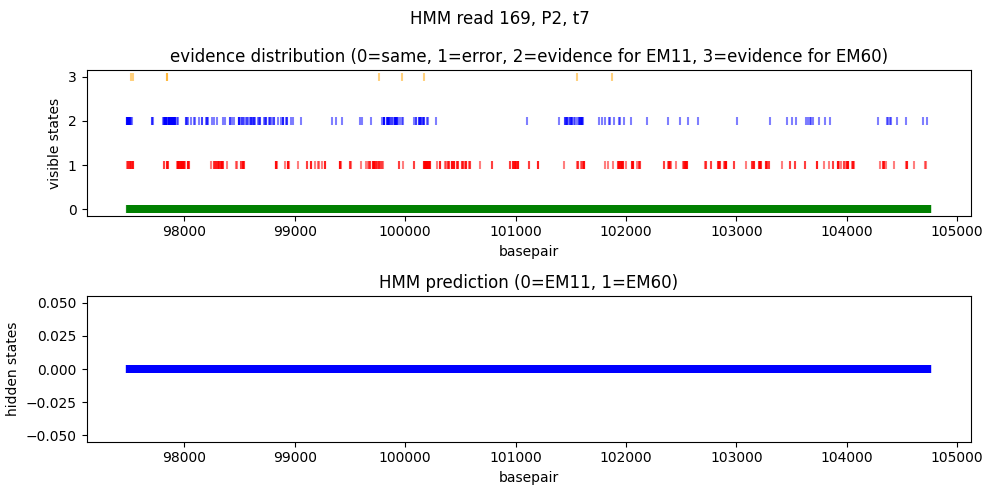 HMM read 169, P2, t7
evidence distribution (0=same, 1=error, 2=evidence for EM11, 3=evidence for EM60)
3
2
1
0
visible states
98000 99000 100000 101000 102000 103000 104000 105000
basepair
HMM prediction (0=EM11, 1=EM60)
0.050
0.025
0.000
−0.025
−0.050
hidden states
98000 99000 100000 101000 102000 103000 104000 105000
basepair